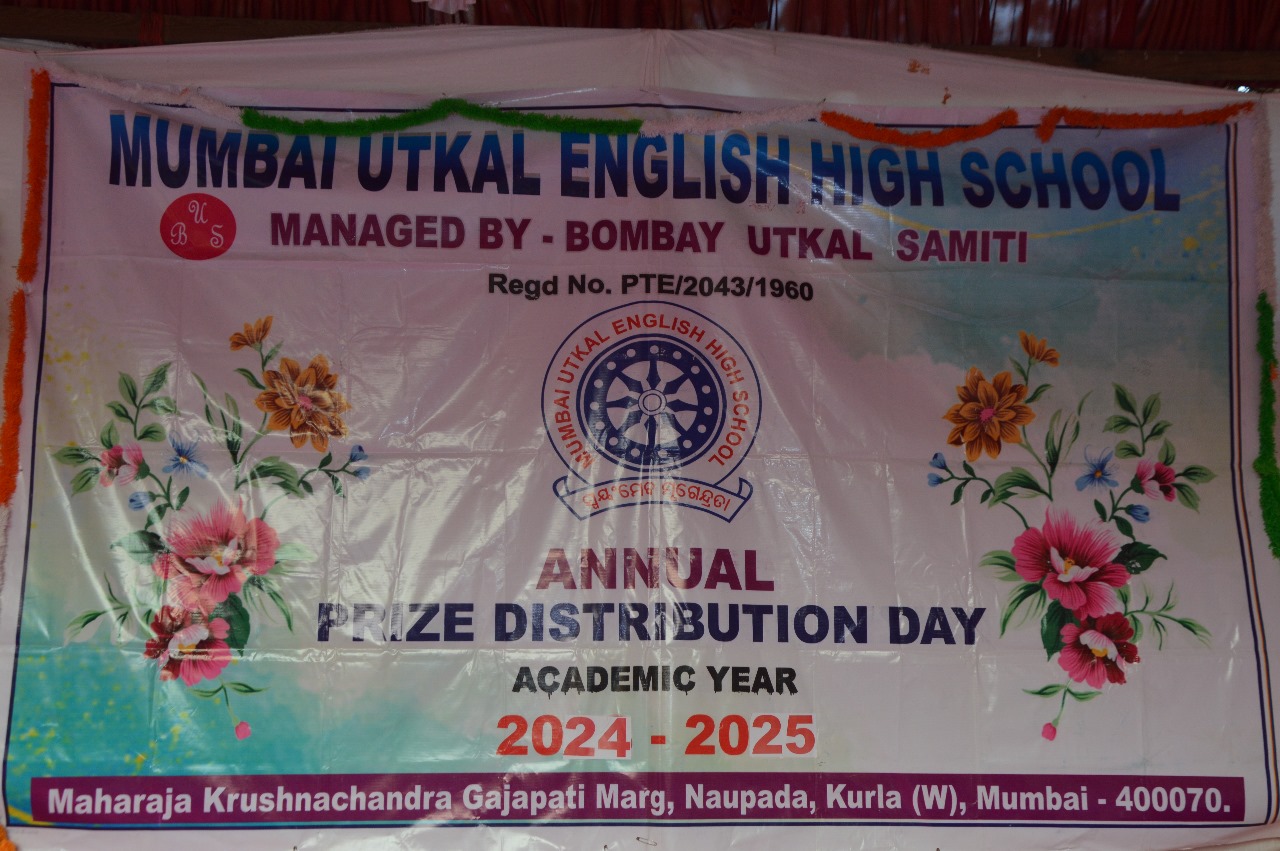 MUMBAI UTKAL ENGLISH HIGH SCHOOL
BUS
MANAGED BY - BOMBAY UTKAL SAMITI
Regd No. PTE/2043/1960
MUMBAI UTKAL ENGLISH HIGH SCHOOL
ANNUAL
PRIZE DISTRIBUTION DAY
ACADEMIC YEAR
2024 - 2025
Maharaja Krushnachandra Gajapati Marg, Naupada, Kurla (W), Mumbai - 400070.